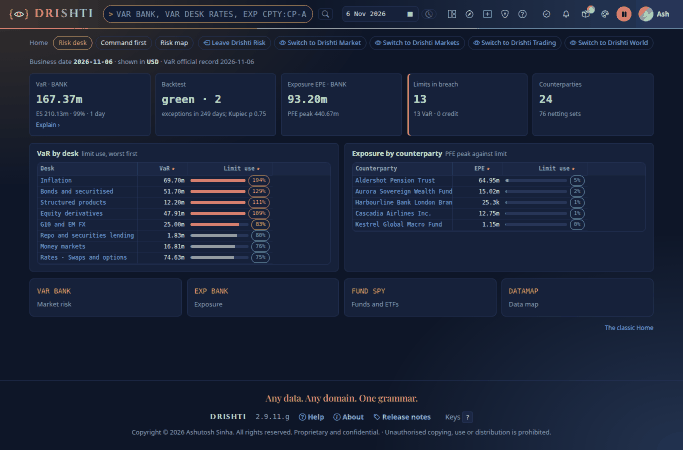 {👁} DRISHTI
> VAR BANK, VAR DESK RATES, EXP CPTY:CP-A
6 Nov 2026
Ash
Home Risk desk Command first Risk map Leave Drishti Risk Switch to Drishti Market Switch to Drishti Markets Switch to Drishti Trading Switch to Drishti World
Business date 2026-11-06 · shown in USD · VaR official record 2026-11-06
VaR · BANK
167.37m
ES 210.13m · 99% · 1 day
Explain ›
Backtest
green · 2
exceptions in 249 days; Kupiec p 0.75
Exposure EPE · BANK
93.20m
PFE peak 440.67m
Limits in breach
13
13 VaR · 0 credit
Counterparties
24
76 netting sets
VaR by desk limit use, worst first
Desk VaR Limit use
Inflation 69.70m 194%
Bonds and securitised 51.70m 129%
Structured products 12.20m 111%
Equity derivatives 47.91m 109%
G10 and EM FX 25.00m 83%
Repo and securities lending 1.83m 80%
Money markets 16.81m 76%
Rates - Swaps and options 74.63m 75%
Exposure by counterparty PFE peak against limit
Counterparty EPE Limit use
Aldershot Pension Trust 64.95m 5%
Aurora Sovereign Wealth Fund 15.02m 2%
Harbourline Bank London Bran 25.3k 1%
Cascadia Airlines Inc. 12.75m 1%
Kestrel Global Macro Fund 1.15m 0%
VAR BANK
Market risk
EXP BANK
Exposure
FUND SPY
Funds and ETFs
DATAMAP
Data map
The classic Home
Any data. Any domain. One grammar.
DRISHTI 2.9.11.g Help About Release notes Keys ?
Copyright © 2026 Ashutosh Sinha. All rights reserved. Proprietary and confidential. · Unauthorised copying, use or distribution is prohibited.